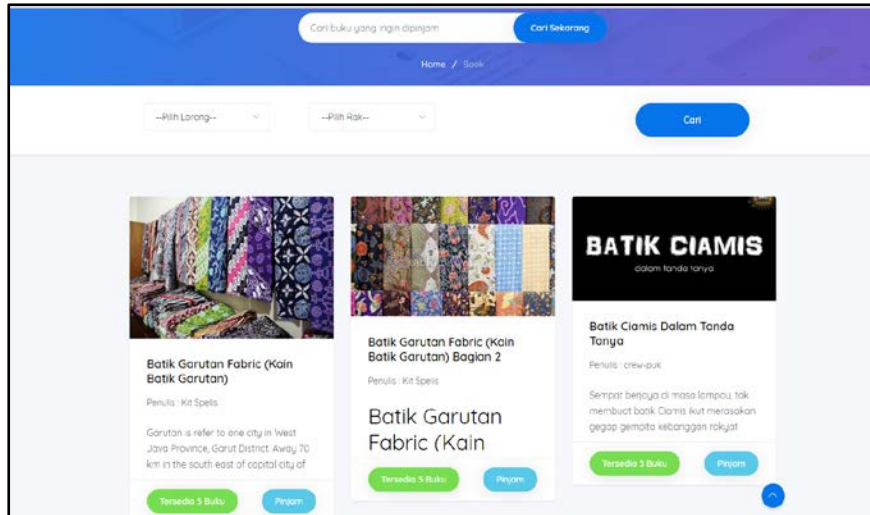 Cari buku yang ingin dipinjam
Cari Sekarang
Home / Book
--Pilih Lorong--
--Pilih Rak--
Cari
Batik Garutan Fabric (Kain
Batik Garutan)
Penulis : Kit Spelis
Garutan is refer to one city in West
Java Province, Garut District. Away 70
km in the south east of capital city of
Tersedia 5 Buku
Pinjam
Batik Garutan Fabric (Kain
Batik Garutan) Bagian 2
Penulis : Kit Spelis
Batik Garutan
Fabric (Kain
Tersedia 5 Buku
Pinjam
BATIK CIAMIS
dalam tanda tanya
Batik Ciamis Dalam Tanda
Tanya
Penulis : crew-puk
Sempat berjaya di masa lampau, tak
membuat batik Ciamis ikut merasakan
gegap gempita kebanggan rakyat
Tersedia 3 Buku
Pinjam